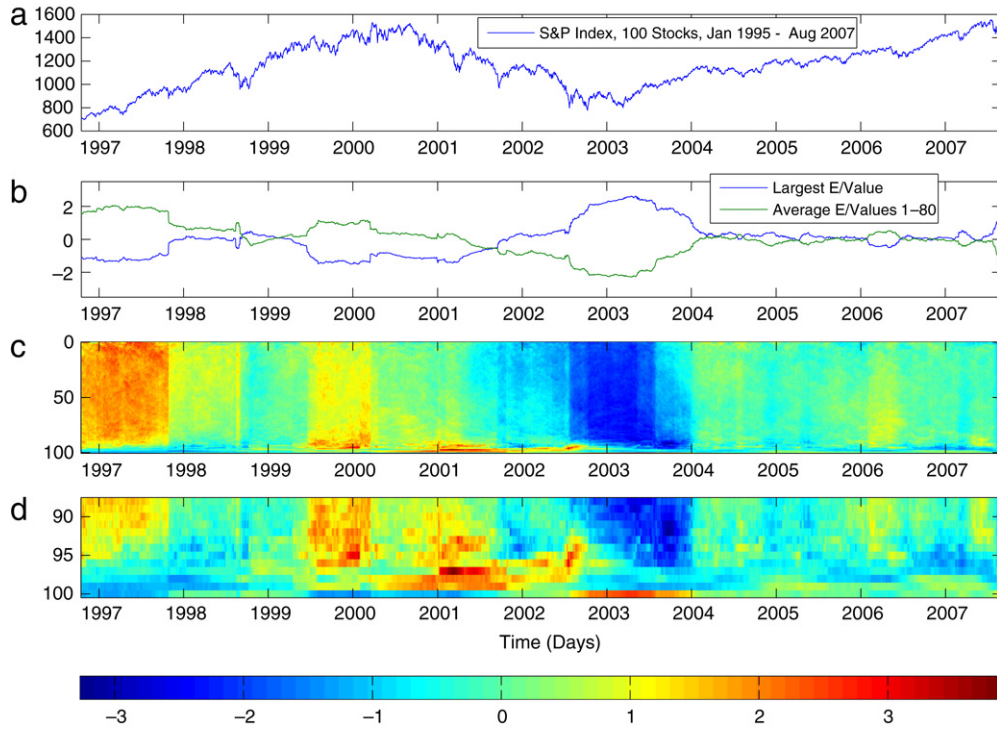 a
1600
1400
1200
1000
800
600
S&P Index, 100 Stocks, Jan 1995 - Aug 2007
1997 1998 1999 2000 2001 2002 2003 2004 2005 2006 2007
b
2
0
−2
Largest E/Value
Average E/Values 1–80
1997 1998 1999 2000 2001 2002 2003 2004 2005 2006 2007
c
0
50
100
1997 1998 1999 2000 2001 2002 2003 2004 2005 2006 2007
d
90
95
100
1997 1998 1999 2000 2001 2002 2003 2004 2005 2006 2007
Time (Days)
−3 −2 −1 0 1 2 3